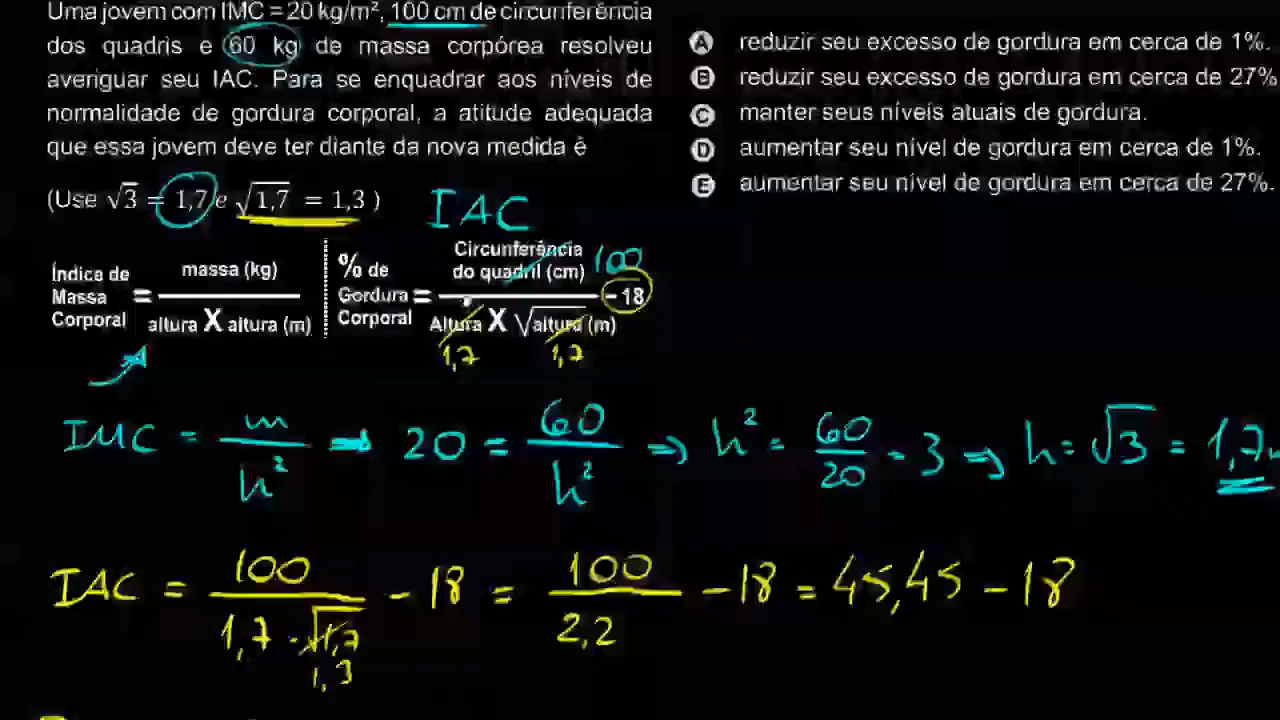 Uma jovem com IMC = 20 kg/m², 100 cm de circunferência
dos quadris e 60 kg de massa corpórea resolveu
averiguar seu IAC. Para se enquadrar aos níveis de
normalidade de gordura corporal, a atitude adequada
que essa jovem deve ter diante da nova medida é
(Use √3 = 1,7 e √1,7 = 1,3 )
A reduzir seu excesso de gordura em cerca de 1%.
B reduzir seu excesso de gordura em cerca de 27%
C manter seus níveis atuais de gordura.
D aumentar seu nível de gordura em cerca de 1%.
E aumentar seu nível de gordura em cerca de 27%.
IAC
Índice de
Massa
Corporal
=
massa (kg)
altura X altura (m)
% de
Gordura
Corporal
=
Circunferência
do quadril (cm)
100
Altura X √altura (m)
- 18
1,7 1,7
IMC = m/h² ⇒ 20 = 60/h² ⇒ h² = 60/20 = 3 ⇒ h = √3 = 1,7m
IAC = 100/1,7 · √1,7 - 18 = 100/2,2 - 18 = 45,45 - 18
1,3